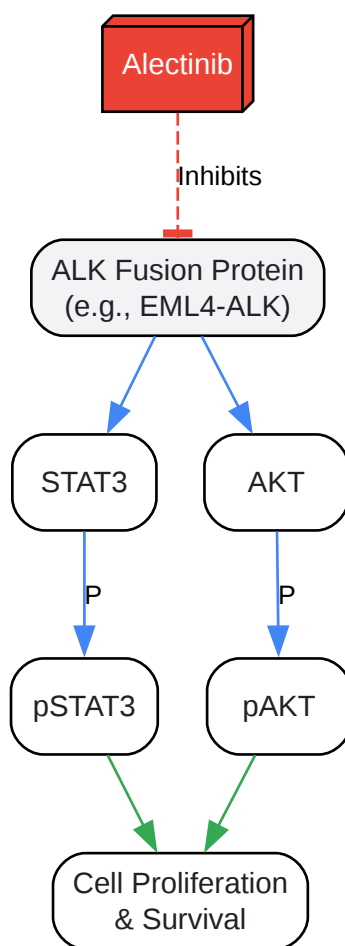 Alectinib
Inhibits
ALK Fusion Protein
(e.g., EML4-ALK)
STAT3
AKT
P
P
pSTAT3
pAKT
Cell Proliferation
& Survival